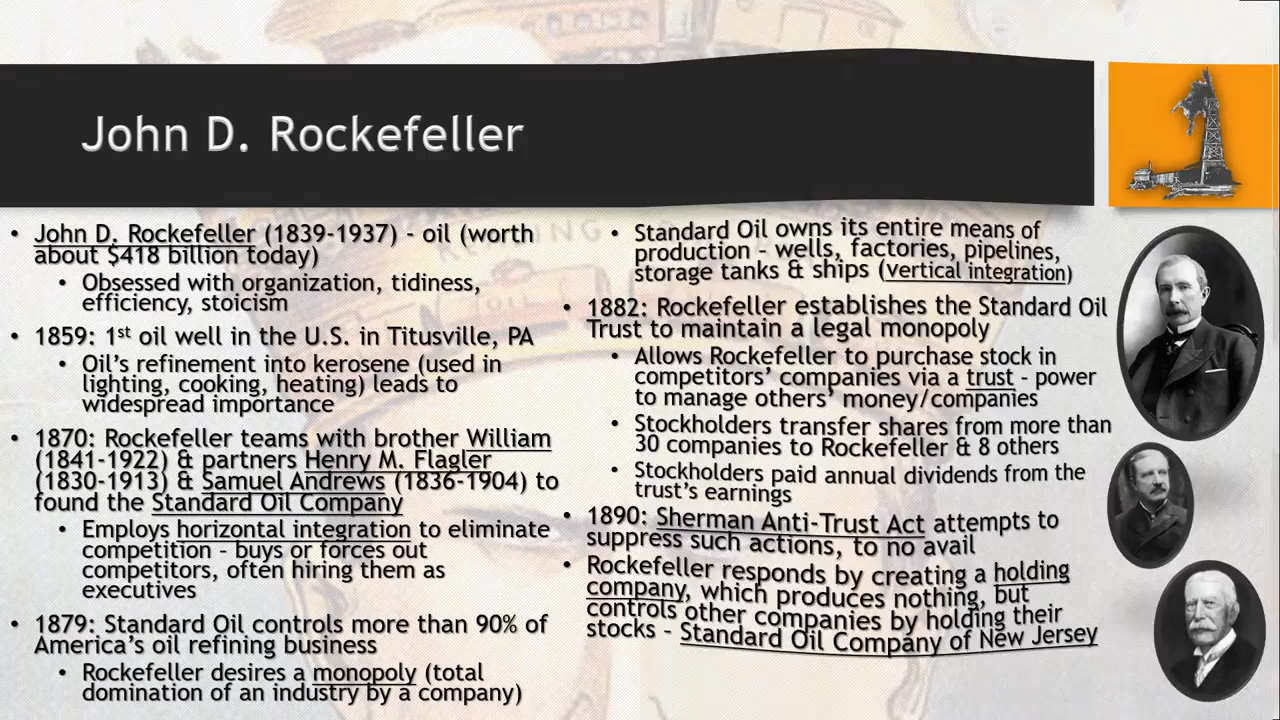 John D. Rockefeller
• John D. Rockefeller (1839-1937) – oil (worth
about $418 billion today)
• Obsessed with organization, tidiness,
efficiency, stoicism
• 1859: 1st oil well in the U.S. in Titusville, PA
• Oil's refinement into kerosene (used in
lighting, cooking, heating) leads to
widespread importance
• 1870: Rockefeller teams with brother William
(1841-1922) & partners Henry M. Flagler
(1830-1913) & Samuel Andrews (1836-1904) to
found the Standard Oil Company
• Employs horizontal integration to eliminate
competition – buys or forces out
competitors, often hiring them as
executives
• 1879: Standard Oil controls more than 90% of
America's oil refining business
• Rockefeller desires a monopoly (total
domination of an industry by a company)
• Standard Oil owns its entire means of
production – wells, factories, pipelines,
storage tanks & ships (vertical integration)
• 1882: Rockefeller establishes the Standard Oil
Trust to maintain a legal monopoly
• Allows Rockefeller to purchase stock in
competitors' companies via a trust – power
to manage others' money/companies
• Stockholders transfer shares from more than
30 companies to Rockefeller & 8 others
• Stockholders paid annual dividends from the
trust's earnings
• 1890: Sherman Anti-Trust Act attempts to
suppress such actions, to no avail
• Rockefeller responds by creating a holding
company, which produces nothing, but
controls other companies by holding their
stocks – Standard Oil Company of New Jersey